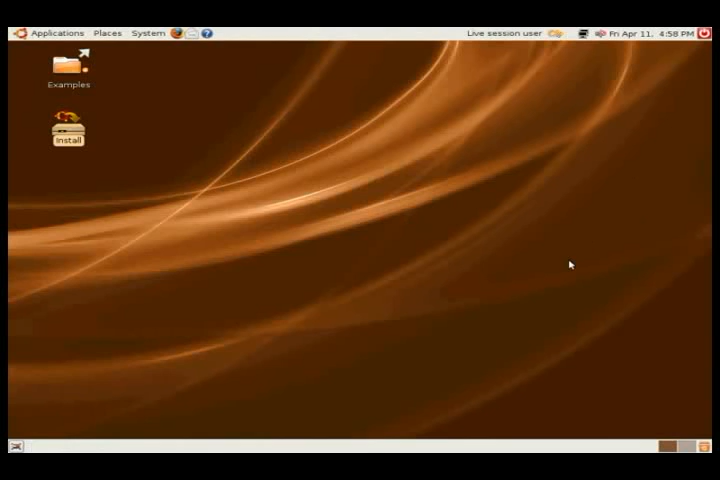 Applications Places System Live session user Fri Apr 11, 4:58 PM
Examples
Install